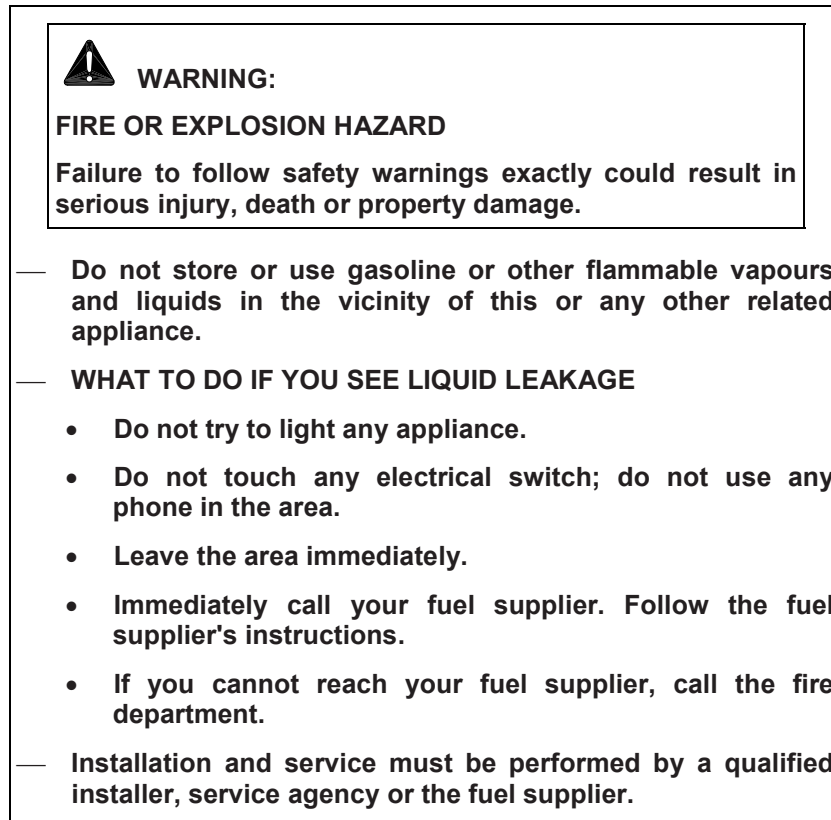 WARNING:
FIRE OR EXPLOSION HAZARD
Failure to follow safety warnings exactly could result in
serious injury, death or property damage.
— Do not store or use gasoline or other flammable vapours
and liquids in the vicinity of this or any other related
appliance.
— WHAT TO DO IF YOU SEE LIQUID LEAKAGE
• Do not try to light any appliance.
• Do not touch any electrical switch; do not use any
phone in the area.
• Leave the area immediately.
• Immediately call your fuel supplier. Follow the fuel
supplier's instructions.
• If you cannot reach your fuel supplier, call the fire
department.
— Installation and service must be performed by a qualified
installer, service agency or the fuel supplier.